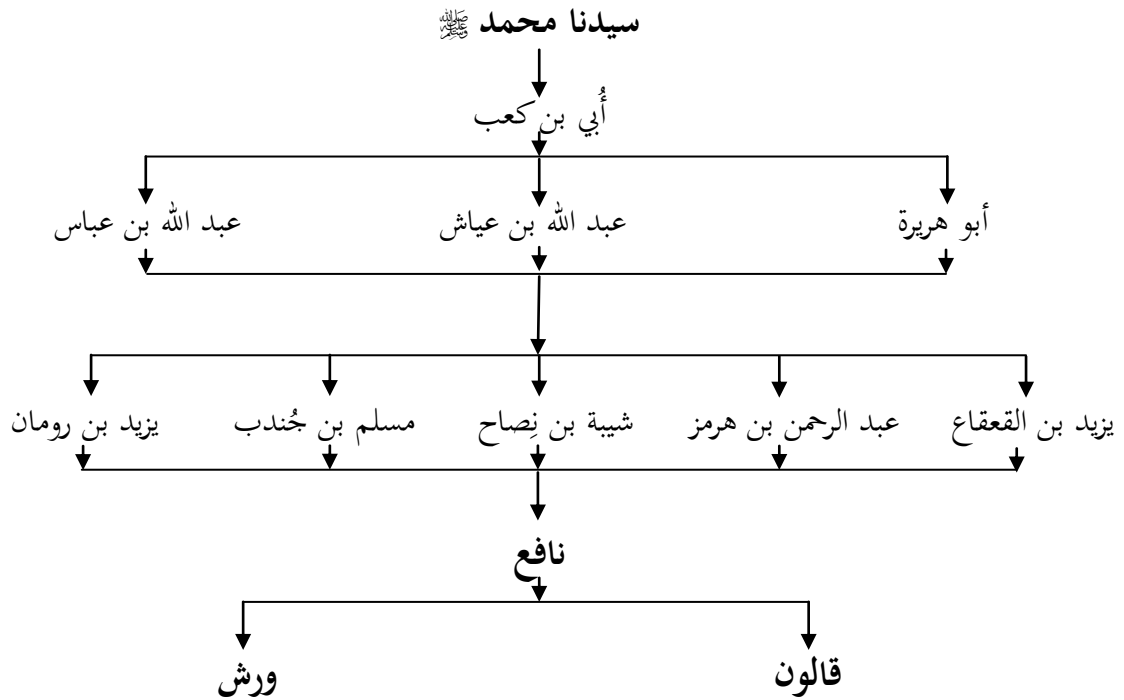 سيدنا محمد ﷺ
أُبي بن كعب
أبو هريرة عبد الله بن عياش عبد الله بن عباس
يزيد بن القعقاع عبد الرحمن بن هرمز شيبة بن نِصاح مسلم بن جُندب يزيد بن رومان
نافع
قالون ورش